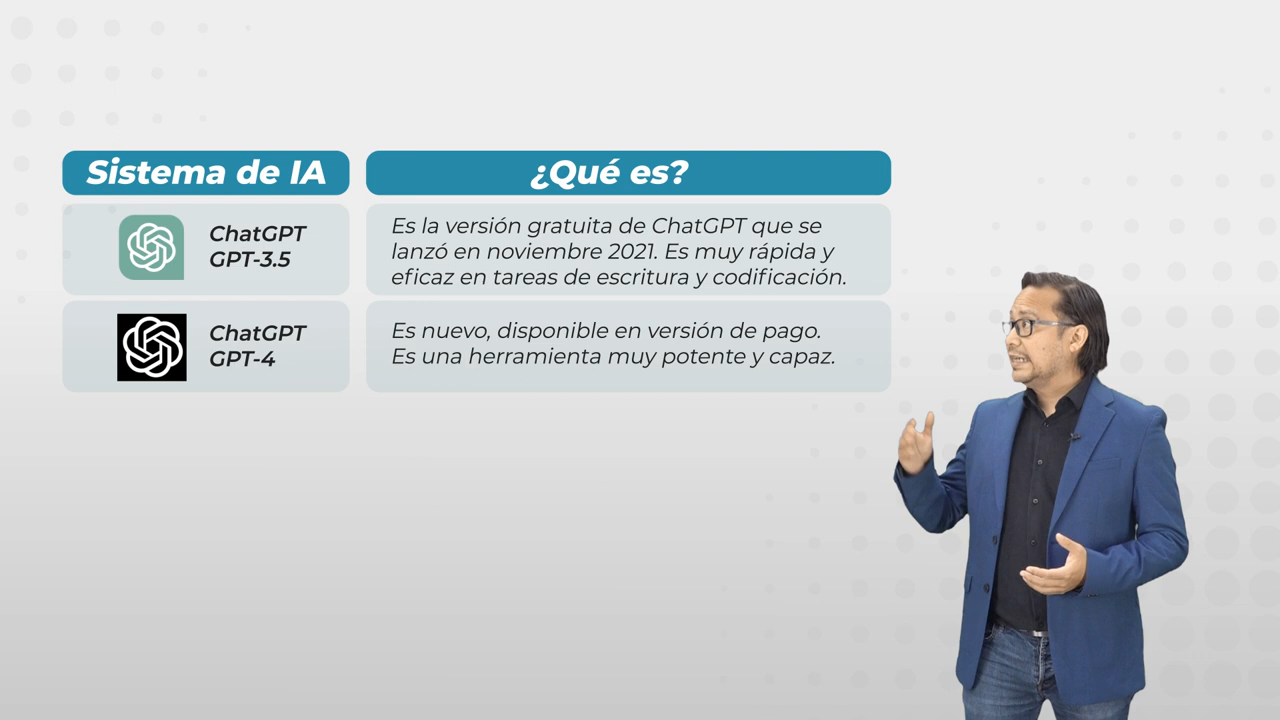 Sistema de IA
¿Qué es?
ChatGPT
GPT-3.5
Es la versión gratuita de ChatGPT que se
lanzó en noviembre 2021. Es muy rápida y
eficaz en tareas de escritura y codificación.
ChatGPT
GPT-4
Es nuevo, disponible en versión de pago.
Es una herramienta muy potente y capaz.